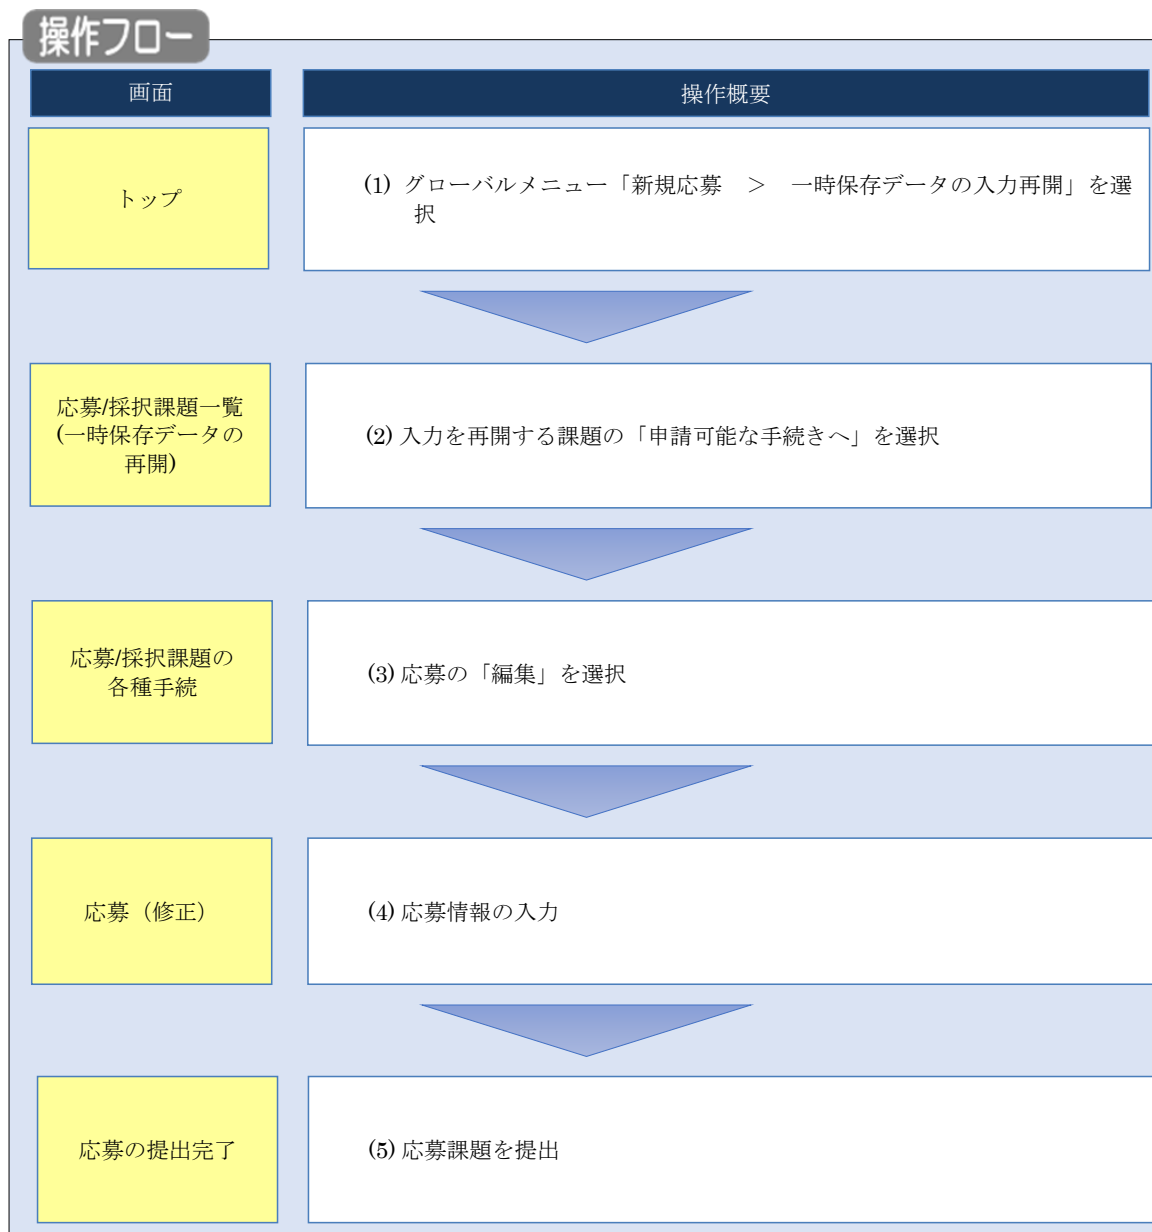 操作フロー
画面
操作概要
トップ
(1) グローバルメニュー「新規応募　＞　一時保存データの入力再開」を選
択
応募/採択課題一覧
(一時保存データの
再開)
(2) 入力を再開する課題の「申請可能な手続きへ」を選択
応募/採択課題の
各種手続
(3) 応募の「編集」を選択
応募（修正）
(4) 応募情報の入力
応募の提出完了
(5) 応募課題を提出